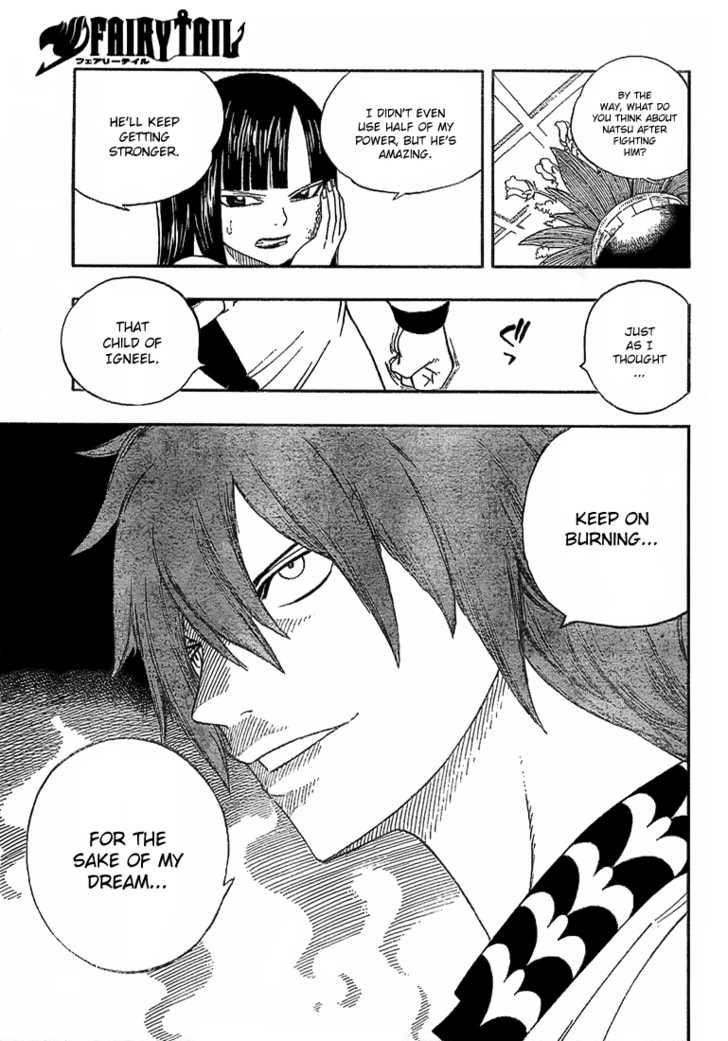 FAIRY TAIL
フェアリーテイル
BY THE
WAY, WHAT DO
YOU THINK ABOUT
NATSU AFTER
FIGHTING
HIM?
I DIDN'T EVEN
USE HALF OF MY
POWER, BUT HE'S
AMAZING.
HE'LL KEEP
GETTING
STRONGER.
JUST
AS I
THOUGHT
...
THAT
CHILD OF
IGNEEL.
KEEP ON
BURNING...
FOR THE
SAKE OF MY
DREAM...